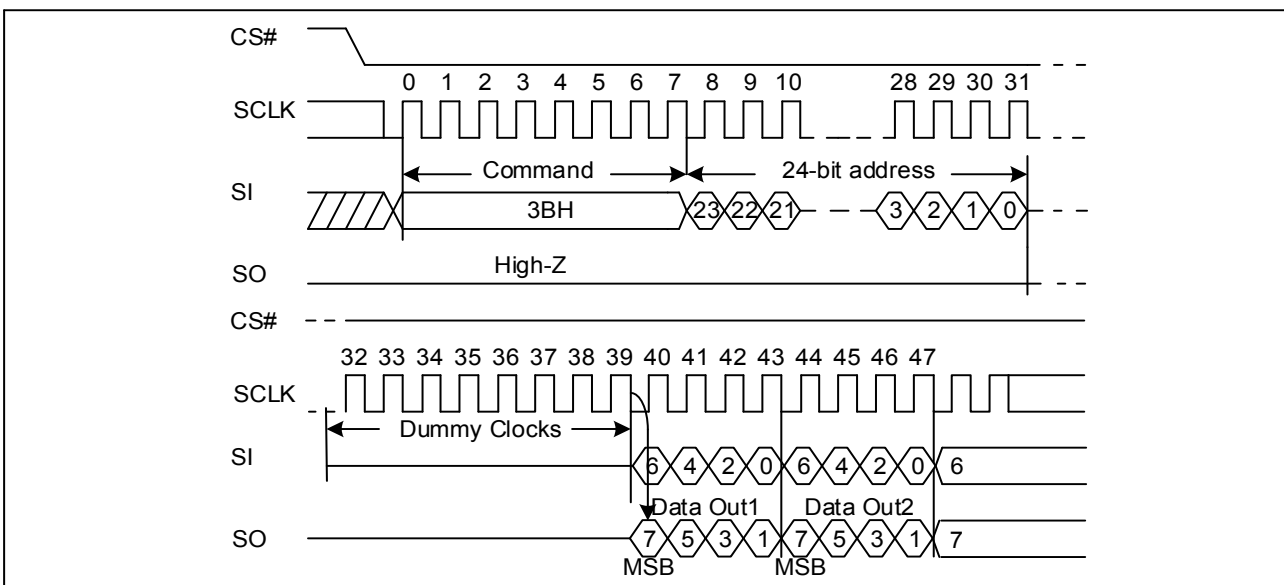 CS#
0 1 2 3 4 5 6 7 8 9 10 28 29 30 31
SCLK
Command 24-bit address
SI
3BH 23 22 21 3 2 1 0
High-Z
SO
CS#
32 33 34 35 36 37 38 39 40 41 42 43 44 45 46 47
SCLK
Dummy Clocks
SI
6 4 2 0 6 4 2 0 6
Data Out1 Data Out2
SO
7 5 3 1 7 5 3 1 7
MSB MSB